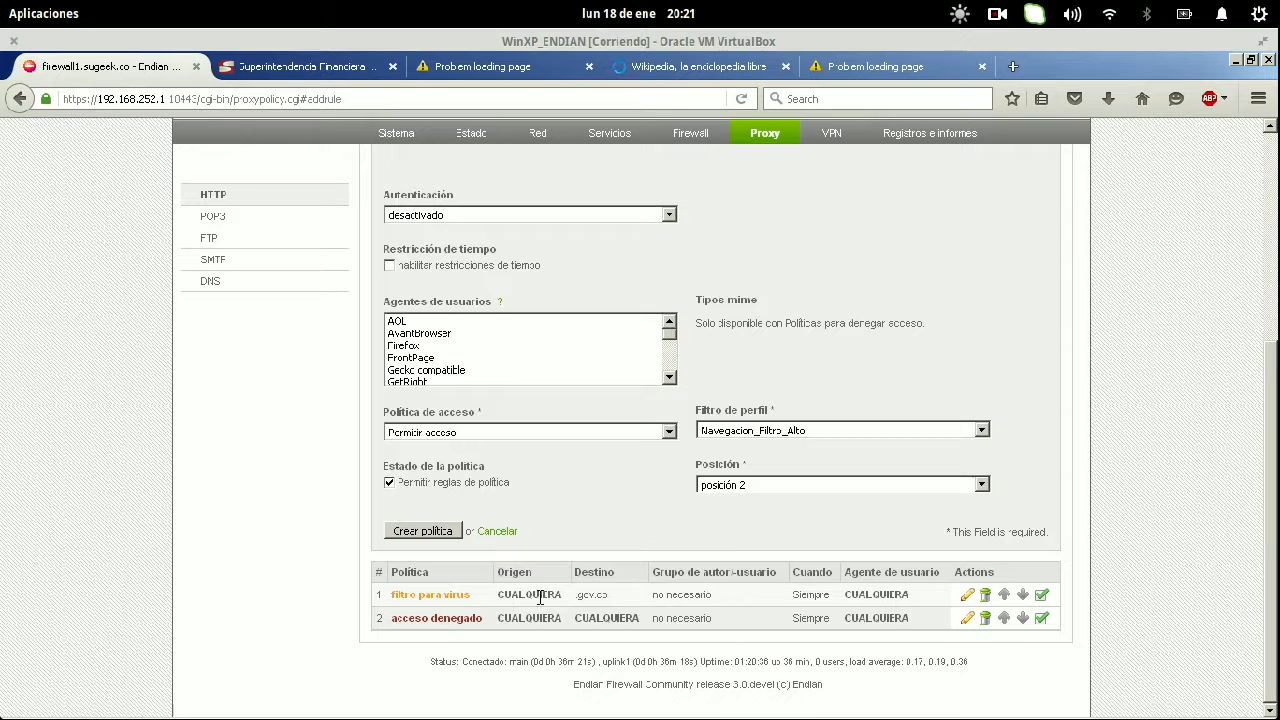 Aplicaciones lun 18 de ene 20:21
WinXP_ENDIAN [Corriendo] - Oracle VM VirtualBox
firewall1.sugeek.co - Endian ... Superintendencia Financiera ... Problem loading page Wikipedia, la enciclopedia libre Problem loading page
https://192.168.252.1:10443/cgi-bin/proxypolicy.cgi#addrule Search ABP
Sistema Estado Red Servicios Firewall Proxy VPN Registros e informes
HTTP
POP3
FTP
SMTP
DNS
Autenticación
desactivado
Restricción de tiempo
habilitar restricciones de tiempo
Agentes de usuarios ? Tipos mime
Solo disponible con Políticas para denegar acceso.
AOL
AvantBrowser
Firefox
FrontPage
Gecko compatible
GetRight
Política de acceso * Filtro de perfil *
Permitir acceso Navegacion_Filtro_Alto
Estado de la política Posición *
Permitir reglas de política posición 2
Crear política or Cancelar * This Field is required.
# Política Origen Destino Grupo de autor/-usuario Cuando Agente de usuario Actions
1 filtro para virus CUALQUIERA .gov.co no necesario Siempre CUALQUIERA
2 acceso denegado CUALQUIERA CUALQUIERA no necesario Siempre CUALQUIERA
Status: Conectado: main (0d 0h 36m 21s) , uplink1 (0d 0h 36m 18s) Uptime: 01:20:36 up 36 min, 0 users, load average: 0.17, 0.19, 0.36
Endian Firewall Community release 3.0.devel (c) Endian